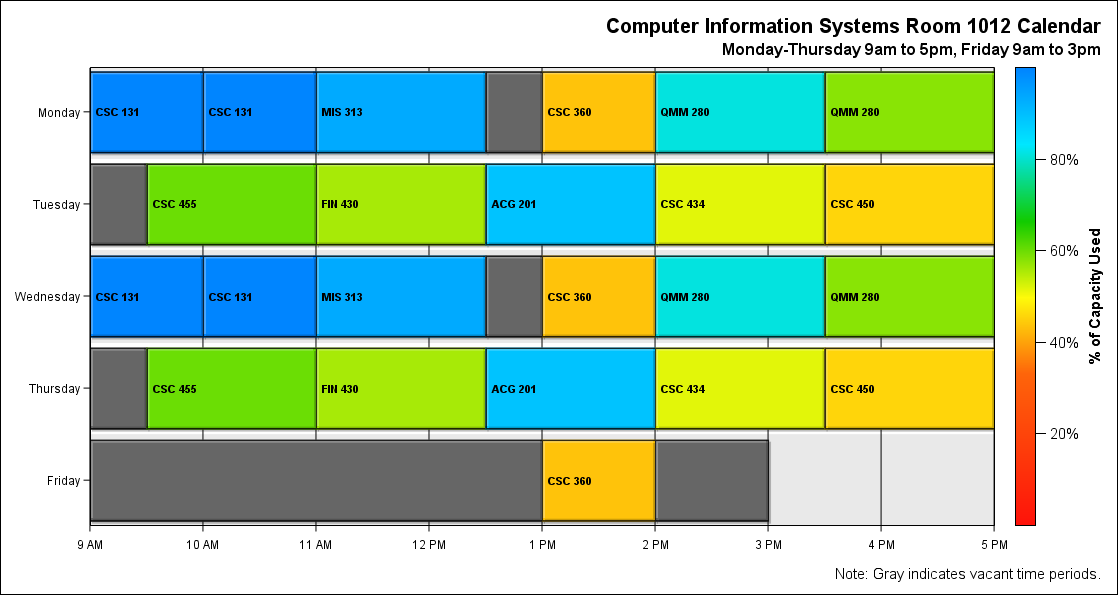 Computer Information Systems Room 1012 Calendar
Monday-Thursday 9am to 5pm, Friday 9am to 3pm
Monday CSC 131 CSC 131 MIS 313 CSC 360 QMM 280 QMM 280
Tuesday CSC 455 FIN 430 ACG 201 CSC 434 CSC 450
Wednesday CSC 131 CSC 131 MIS 313 CSC 360 QMM 280 QMM 280
Thursday CSC 455 FIN 430 ACG 201 CSC 434 CSC 450
Friday CSC 360
9 AM 10 AM 11 AM 12 PM 1 PM 2 PM 3 PM 4 PM 5 PM
80%
60%
40%
20%
% of Capacity Used
Note: Gray indicates vacant time periods.